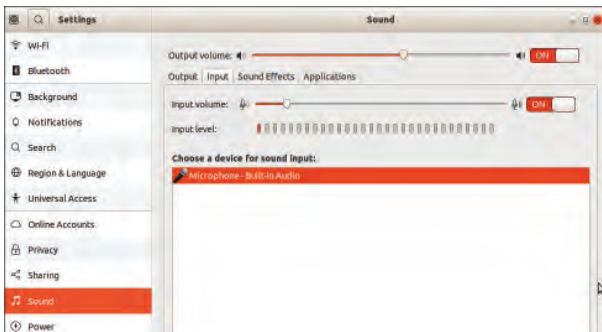 Settings
Sound
Wi-Fi
Bluetooth
Background
Notifications
Search
Region & Language
Universal Access
Online Accounts
Privacy
Sharing
Sound
Power
Output volume:
ON
Output Input Sound Effects Applications
Input volume:
ON
Input level:
Choose a device for sound input:
Microphone - Built-in Audio